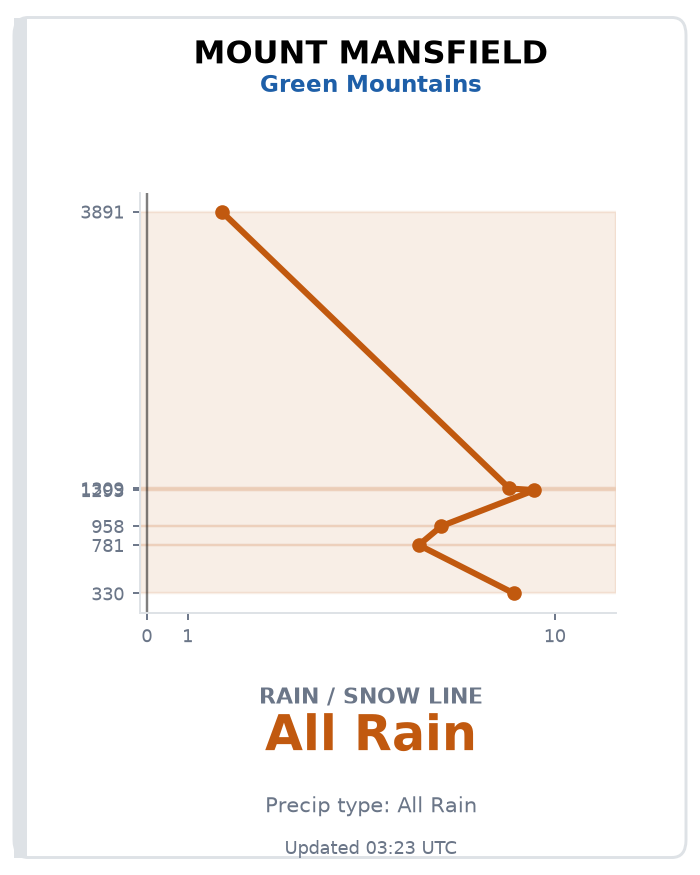 MOUNT MANSFIELD
Green Mountains
3891
958
781
330
0 1 10
RAIN / SNOW LINE
All Rain
Precip type: All Rain
Updated 03:23 UTC